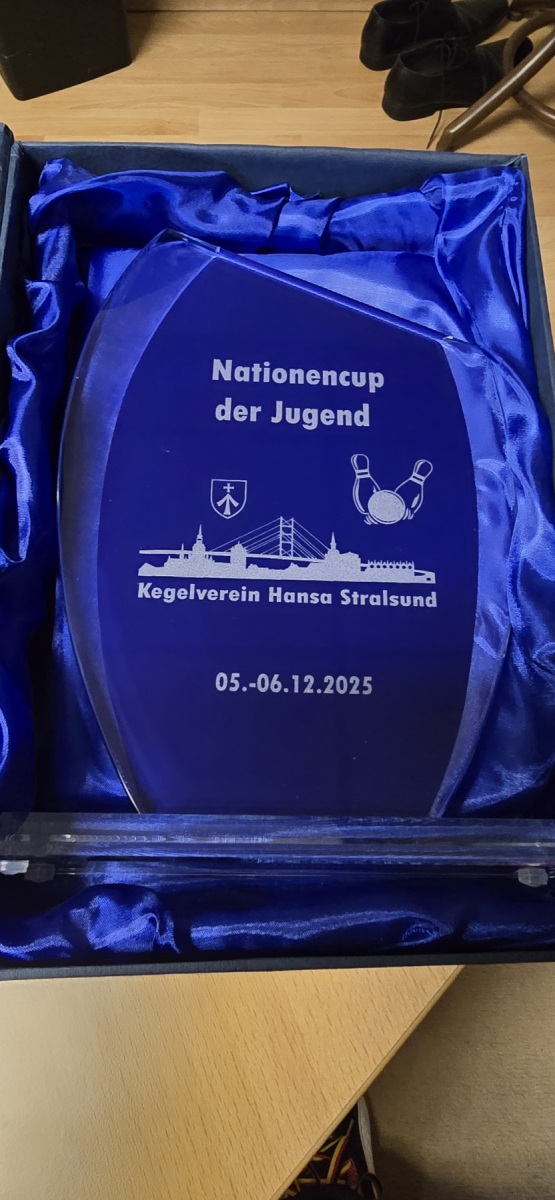 Nationencup
der Jugend
Kegelverein Hansa Stralsund
05.-06.12.2025